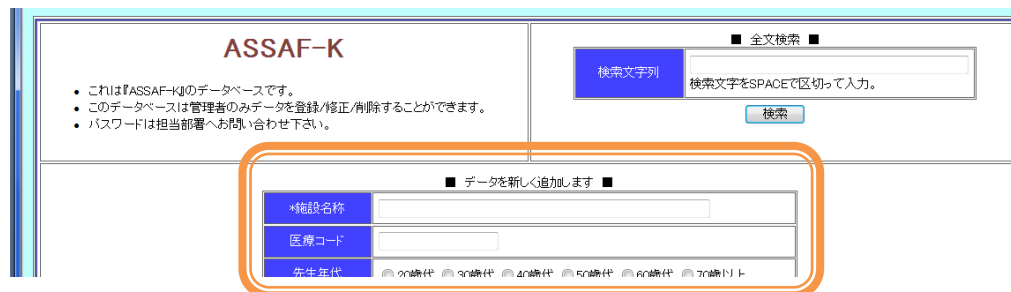 ASSAF-K
● これは『ASSAF-K』のデータベースです。
● このデータベースは管理者のみデータを登録/修正/削除することができます。
● パスワードは担当部署へお問い合わせ下さい。
■ 全文検索 ■
検索文字列
検索文字をSPACEで区切って入力。
検索
■ データを新しく追加します ■
*施設名称
医療コード
先生年代 20歳代 30歳代 40歳代 50歳代 60歳代 70歳以上